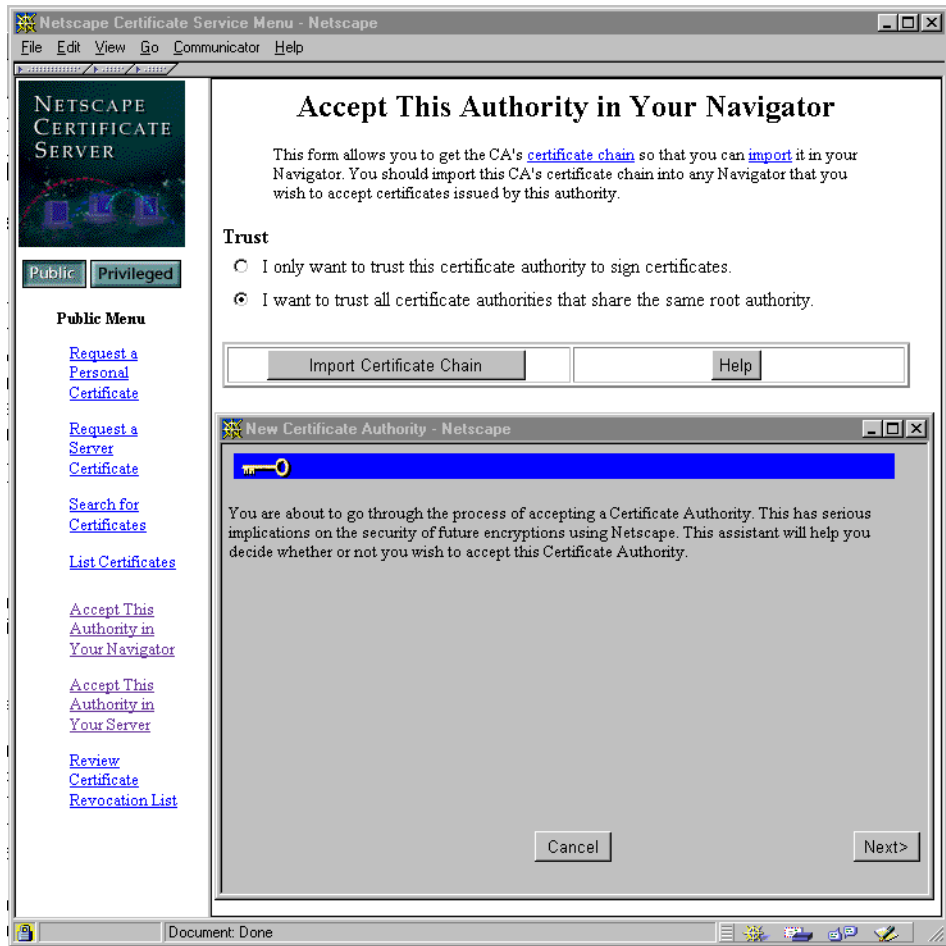 Netscape Certificate Service Menu - Netscape
File Edit View Go Communicator Help
NETSCAPE
CERTIFICATE
SERVER
Public Privileged
Public Menu
Request a
Personal
Certificate
Request a
Server
Certificate
Search for
Certificates
List Certificates
Accept This
Authority in
Your Navigator
Accept This
Authority in
Your Server
Review
Certificate
Revocation List
Accept This Authority in Your Navigator
This form allows you to get the CA's certificate chain so that you can import it in your
Navigator. You should import this CA's certificate chain into any Navigator that you
wish to accept certificates issued by this authority.
Trust
I only want to trust this certificate authority to sign certificates.
I want to trust all certificate authorities that share the same root authority.
Import Certificate Chain Help
New Certificate Authority - Netscape
You are about to go through the process of accepting a Certificate Authority. This has serious
implications on the security of future encryptions using Netscape. This assistant will help you
decide whether or not you wish to accept this Certificate Authority.
Cancel Next>
Document: Done